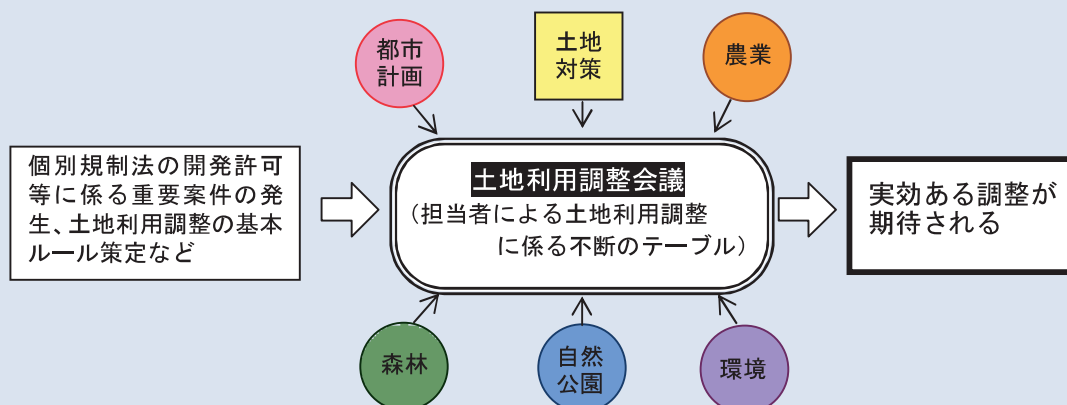 都市
計画
土地
対策
農業
個別規制法の開発許可
等に係る重要案件の発
生、土地利用調整の基本
ルール策定など
土地利用調整会議
（担当者による土地利用調整
に係る不断のテーブル）
実効ある調整が
期待される
森林
自然
公園
環境